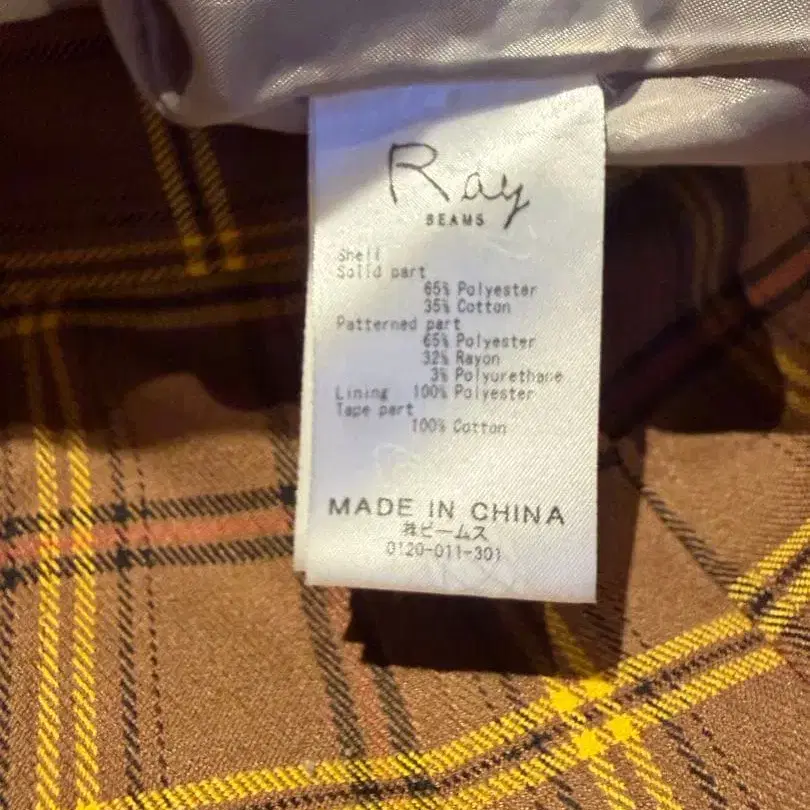 Ray
BEAMS
Shell
Solid part
65% Polyester
35% Cotton
Patterned part
65% Polyester
32% Rayon
3% Polyurethane
Lining 100% Polyester
Tape part
100% Cotton
MADE IN CHINA
㈱ビームス
0120-011-301